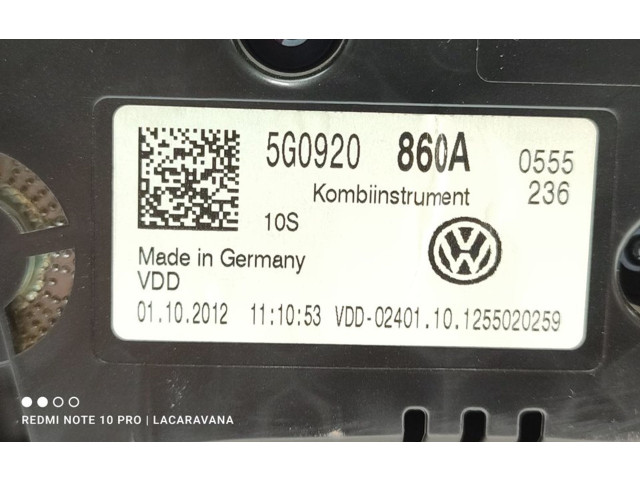 5G0920 860A 0555
Kombiinstrument 236
10S
Made in Germany
VDD
01.10.2012 11:10:53 VDD-02401.10.1255020259
REDMI NOTE 10 PRO | LACARAVANA